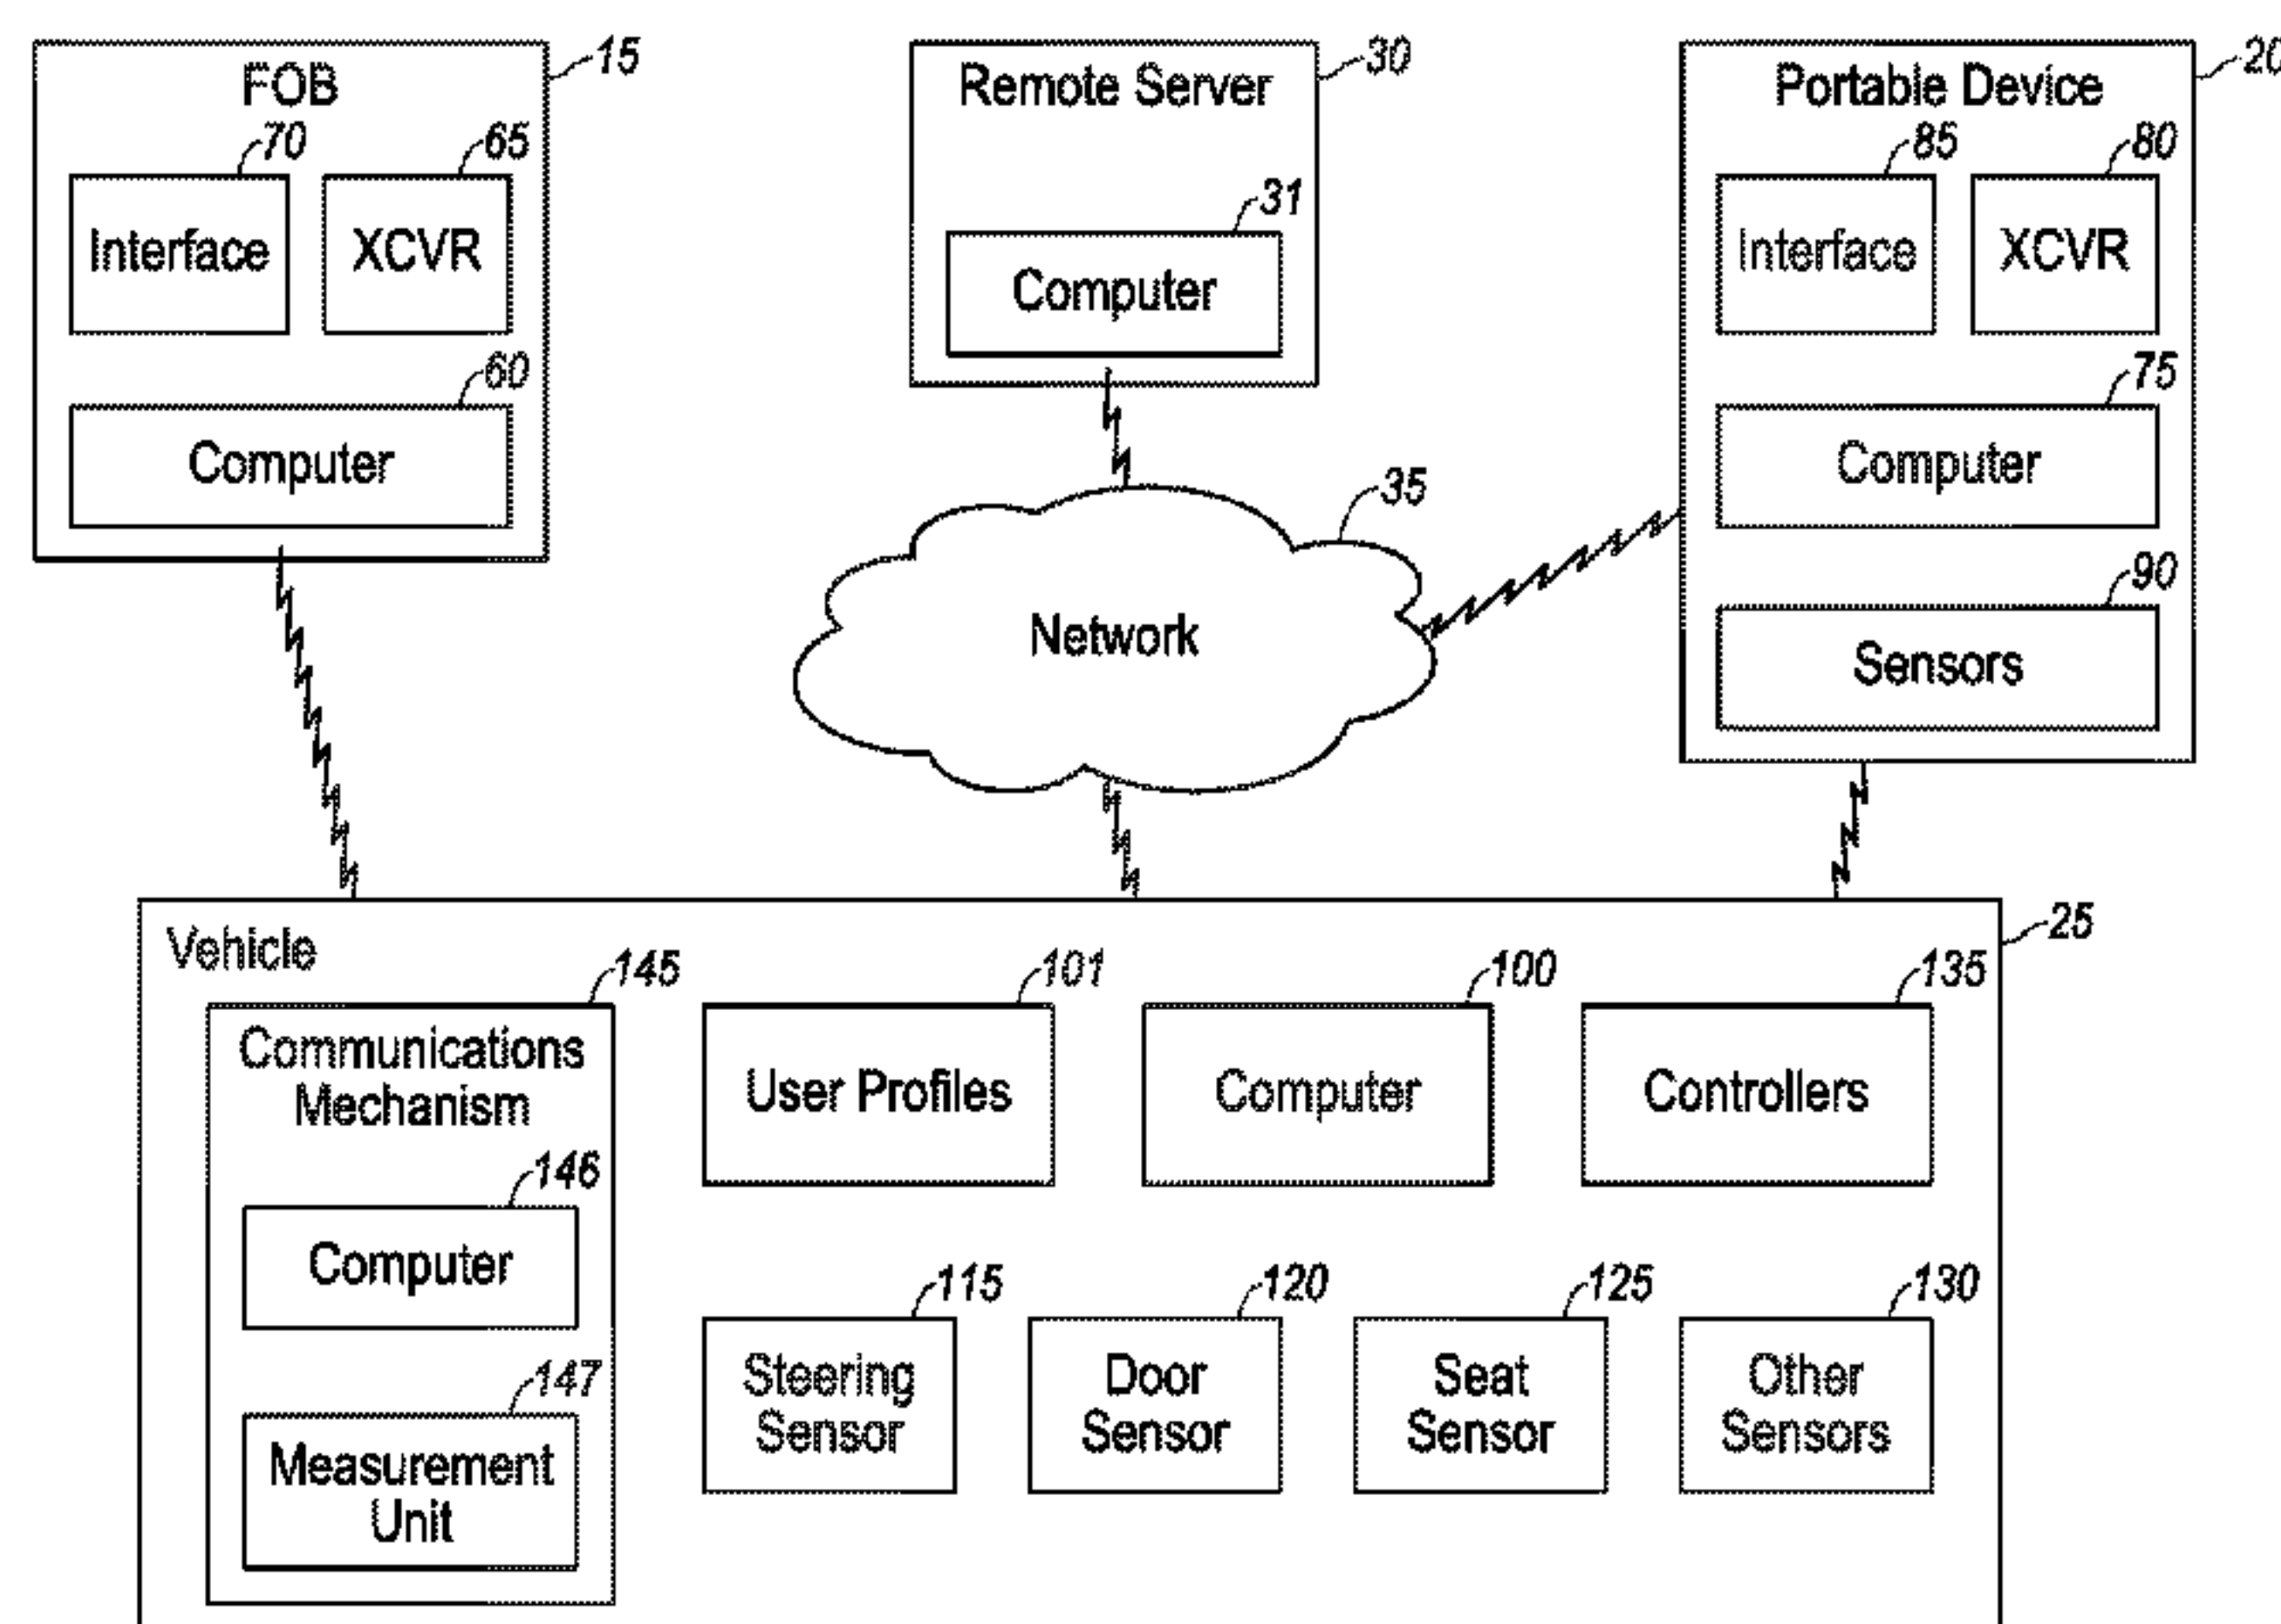 FOB
15
70
65
Interface
XCVR
60
Computer
Remote Server
30
31
Computer
Portable Device
20
85
80
Interface
XCVR
75
Computer
90
Sensors
35
Network
Vehicle
25
145
Communications
Mechanism
146
Computer
147
Measurement
Unit
101
User Profiles
100
Computer
135
Controllers
115
Steering
Sensor
120
Door
Sensor
125
Seat
Sensor
130
Other
Sensors